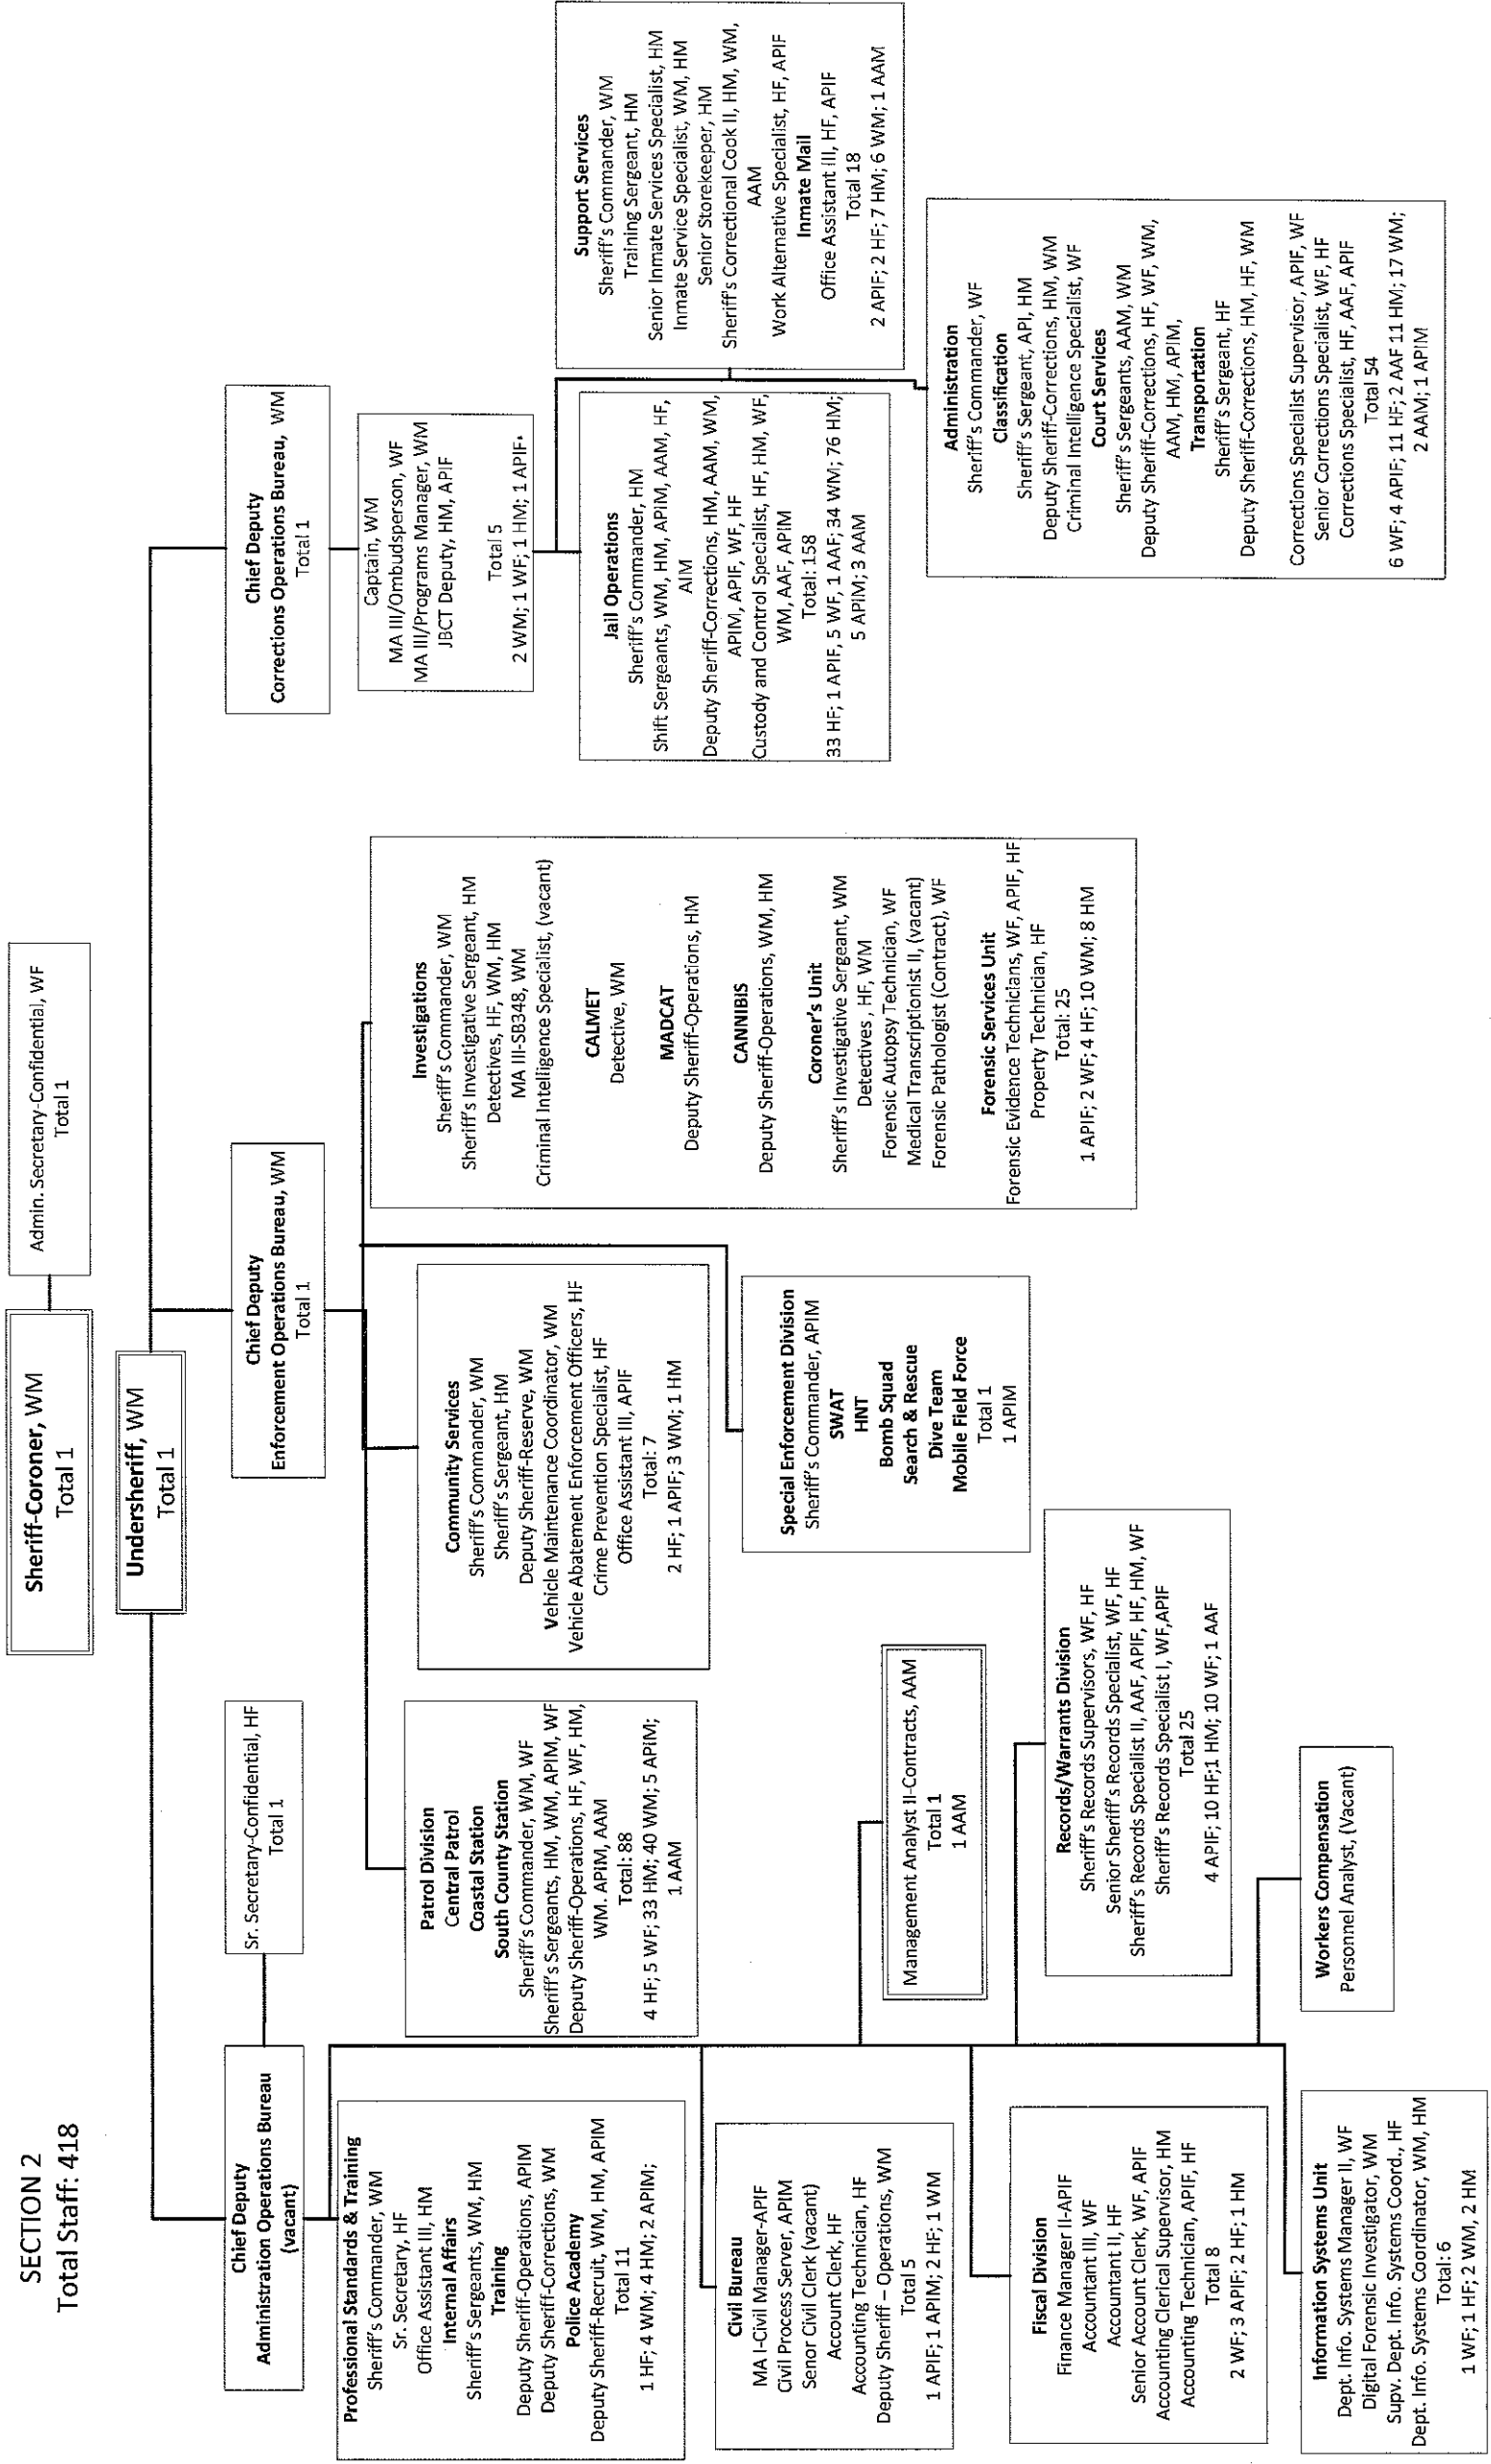 SECTION 2
Total Staff: 418
Sheriff-Coroner, WM
Total 1
Admin. Secretary-Confidential, WF
Total 1
Undersheriff, WM
Total 1
Chief Deputy
Administration Operations Bureau
(vacant)
Sr. Secretary-Confidential, HF
Total 1
Professional Standards & Training
Sheriff's Commander, WM
Sr. Secretary, HF
Office Assistant III, HM
Internal Affairs
Sheriff's Sergeants, WM, HM
Training
Deputy Sheriff-Operations, APIM
Deputy Sheriff-Corrections, WM
Police Academy
Deputy Sheriff-Recruit, WM, HM, APIM
Total 11
1 HF; 4 WM; 4 HM; 2 APIM;
Civil Bureau
MA I-Civil Manager-APIF
Civil Process Server, APIM
Senor Civil Clerk (vacant)
Account Clerk, HF
Accounting Technician, HF
Deputy Sheriff – Operations, WM
Total 5
1 APIF; 1 APIM; 2 HF; 1 WM
Fiscal Division
Finance Manager II-APIF
Accountant III, WF
Accountant II, HF
Senior Account Clerk, WF, APIF
Accounting Clerical Supervisor, HM
Accounting Technician, APIF, HF
Total 8
2 WF; 3 APIF; 2 HF; 1 HM
Information Systems Unit
Dept. Info. Systems Manager II, WF
Digital Forensic Investigator, WM
Supv. Dept. Info. Systems Coord., HF
Dept. Info. Systems Coordinator, WM, HM
Total: 6
1 WF; 1 HF; 2 WM, 2 HM
Management Analyst II-Contracts, AAM
Total 1
1 AAM
Records/Warrants Division
Sheriff's Records Supervisors, WF, HF
Senior Sheriff's Records Specialist, WF, HF
Sheriff's Records Specialist II, AAF, APIF, HF, HM, WF
Sheriff's Records Specialist I, WF,APIF
Total 25
4 APIF; 10 HF;1 HM; 10 WF; 1 AAF
Workers Compensation
Personnel Analyst, (Vacant)
Chief Deputy
Enforcement Operations Bureau, WM
Total 1
Patrol Division
Central Patrol
Coastal Station
South County Station
Sheriff's Commander, WM, WF
Sheriff's Sergeants, HM, WM, APIM, WF
Deputy Sheriff-Operations, HF, WF, HM,
WM. APIM, AAM
Total: 88
4 HF; 5 WF; 33 HM; 40 WM; 5 APIM;
1 AAM
Community Services
Sheriff's Commander, WM
Sheriff's Sergeant, HM
Deputy Sheriff-Reserve, WM
Vehicle Maintenance Coordinator, WM
Vehicle Abatement Enforcement Officers, HF
Crime Prevention Specialist, HF
Office Assistant III, APIF
Total: 7
2 HF; 1 APIF; 3 WM; 1 HM
Special Enforcement Division
Sheriff's Commander, APIM
SWAT
HNT
Bomb Squad
Search & Rescue
Dive Team
Mobile Field Force
Total 1
1 APIM
Investigations
Sheriff's Commander, WM
Sheriff's Investigative Sergeant, HM
Detectives, HF, WM, HM
MA III-SB348, WM
Criminal Intelligence Specialist, (vacant)
CALMET
Detective, WM
MADCAT
Deputy Sheriff-Operations, HM
CANNIBIS
Deputy Sheriff-Operations, WM, HM
Coroner's Unit
Sheriff's Investigative Sergeant, WM
Detectives , HF, WM
Forensic Autopsy Technician, WF
Medical Transcriptionist II, (vacant)
Forensic Pathologist (Contract), WF
Forensic Services Unit
Forensic Evidence Technicians, WF, APIF, HF
Property Technician, HF
Total: 25
1 APIF; 2 WF; 4 HF; 10 WM; 8 HM
Chief Deputy
Corrections Operations Bureau, WM
Total 1
Captain, WM
MA III/Ombudsperson, WF
MA III/Programs Manager, WM
JBCT Deputy, HM, APIF
Total 5
2 WM; 1 WF; 1 HM; 1 APIF.
Jail Operations
Sheriff's Commander, HM
Shift Sergeants, WM, HM, APIM, AAM, HF,
AIM
Deputy Sheriff-Corrections, HM, AAM, WM,
APIM, APIF, WF, HF
Custody and Control Specialist, HF, HM, WF,
WM, AAF, APIM
Total: 158
33 HF; 1 APIF, 5 WF, 1 AAF; 34 WM; 76 HM;
5 APIM; 3 AAM
Support Services
Sheriff's Commander, WM
Training Sergeant, HM
Senior Inmate Services Specialist, HM
Inmate Service Specialist, WM, HM
Senior Storekeeper, HM
Sheriff's Correctional Cook II, HM, WM,
AAM
Work Alternative Specialist, HF, APIF
Inmate Mail
Office Assistant III, HF, APIF
Total 18
2 APIF; 2 HF; 7 HM; 6 WM; 1 AAM
Administration
Sheriff's Commander, WF
Classification
Sheriff's Sergeant, API, HM
Deputy Sheriff-Corrections, HM, WM
Criminal Intelligence Specialist, WF
Court Services
Sheriff's Sergeants, AAM, WM
Deputy Sheriff-Corrections, HF, WF, WM,
AAM, HM, APIM,
Transportation
Sheriff's Sergeant, HF
Deputy Sheriff-Corrections, HM, HF, WM
Corrections Specialist Supervisor, APIF, WF
Senior Corrections Specialist, WF, HF
Corrections Specialist, HF, AAF, APIF
Total 54
6 WF; 4 APIF; 11 HF; 2 AAF 11 HM; 17 WM;
2 AAM; 1 APIM